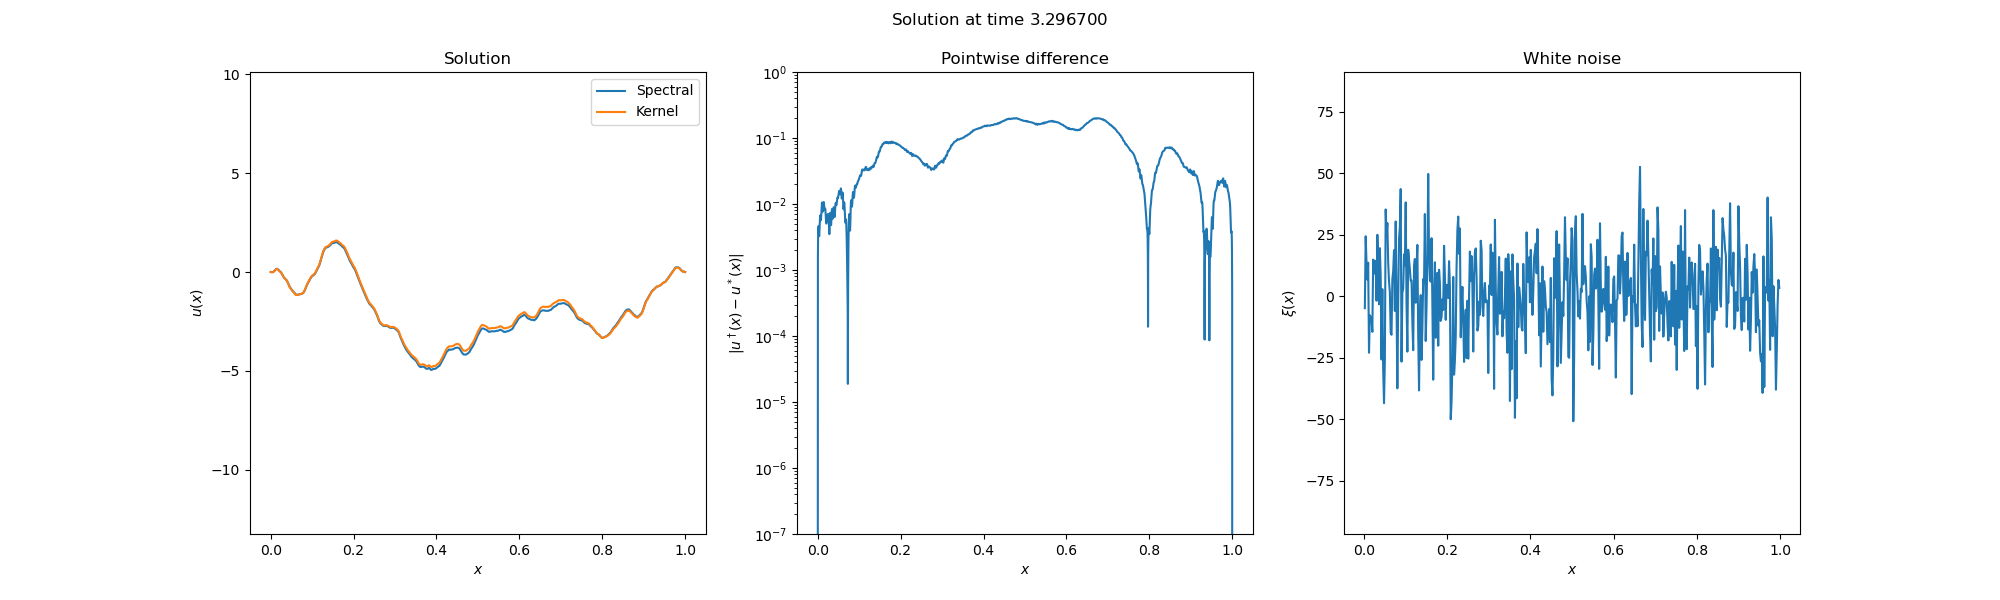 Solution at time 3.296700
Solution
10
5
0
−5
−10
u(x)
0.0 0.2 0.4 0.6 0.8 1.0
x
Spectral
Kernel
Pointwise difference
10⁰
10⁻¹
10⁻²
10⁻³
10⁻⁴
10⁻⁵
10⁻⁶
10⁻⁷
|u†(x) − u*(x)|
0.0 0.2 0.4 0.6 0.8 1.0
x
White noise
75
50
25
0
−25
−50
−75
ξ(x)
0.0 0.2 0.4 0.6 0.8 1.0
x